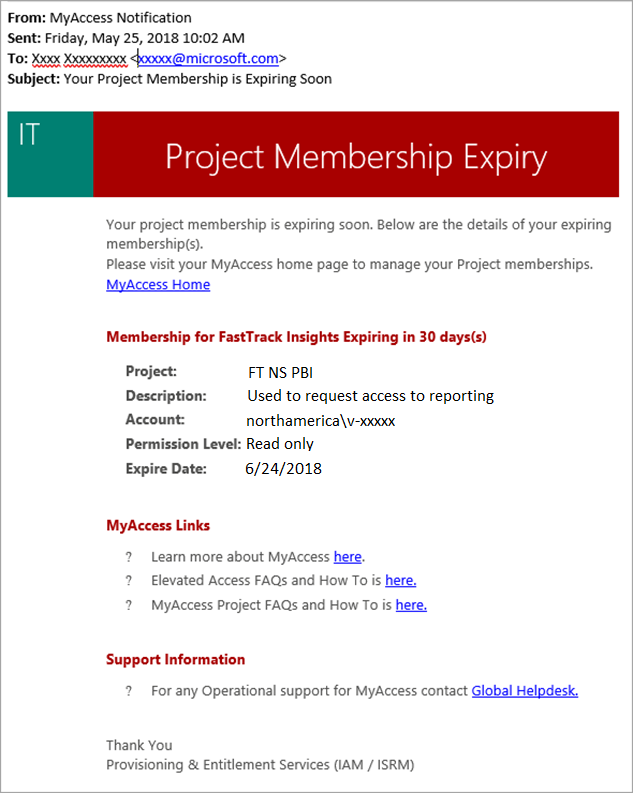 From: MyAccess Notification
Sent: Friday, May 25, 2018 10:02 AM
To: Xxxx Xxxxxxxxx <xxxxx@microsoft.com>
Subject: Your Project Membership is Expiring Soon
IT
Project Membership Expiry
Your project membership is expiring soon. Below are the details of your expiring
membership(s).
Please visit your MyAccess home page to manage your Project memberships.
MyAccess Home
Membership for FastTrack Insights Expiring in 30 days(s)
Project: FT NS PBI
Description: Used to request access to reporting
Account: northamerica\v-xxxxx
Permission Level: Read only
Expire Date: 6/24/2018
MyAccess Links
? Learn more about MyAccess here.
? Elevated Access FAQs and How To is here.
? MyAccess Project FAQs and How To is here.
Support Information
? For any Operational support for MyAccess contact Global Helpdesk.
Thank You
Provisioning & Entitlement Services (IAM / ISRM)